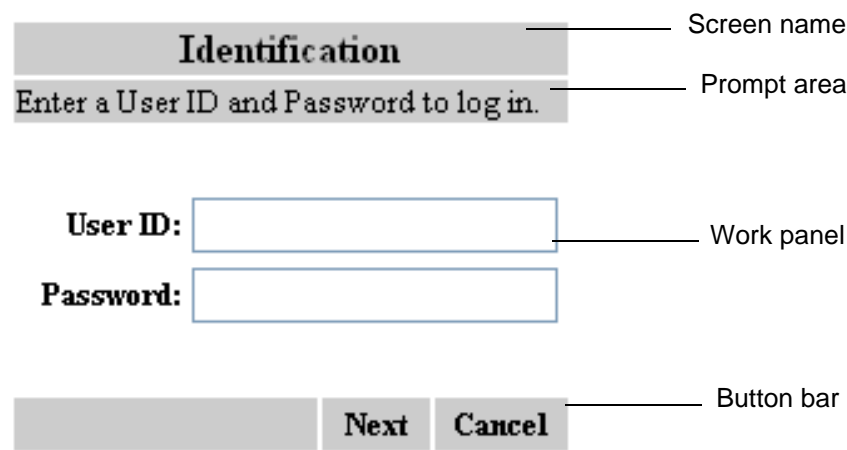 Identification
Screen name
Enter a User ID and Password to log in.
Prompt area
User ID:
Work panel
Password:
Next
Cancel
Button bar